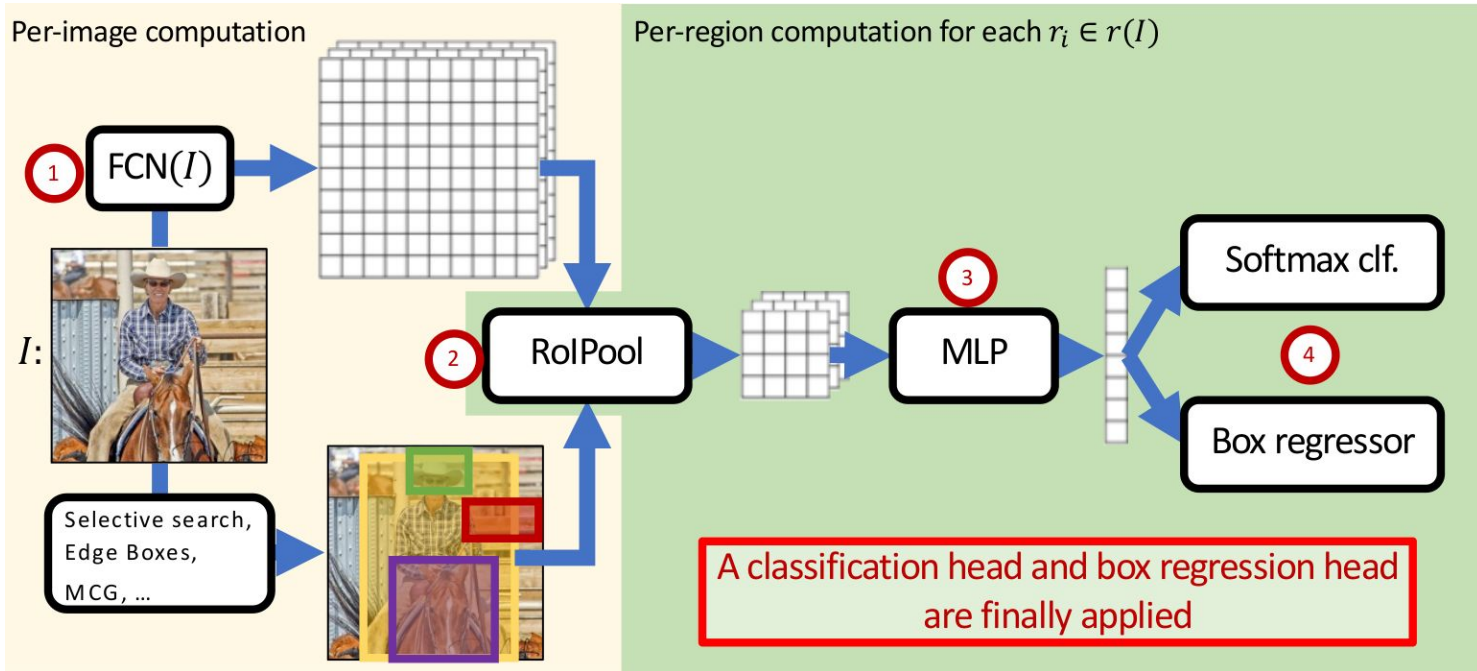 Per-image computation
Per-region computation for each r_i ∈ r(I)
1
FCN(I)
I:
Selective search,
Edge Boxes,
MCG, …
2
RoIPool
3
MLP
Softmax clf.
4
Box regressor
A classification head and box regression head
are finally applied